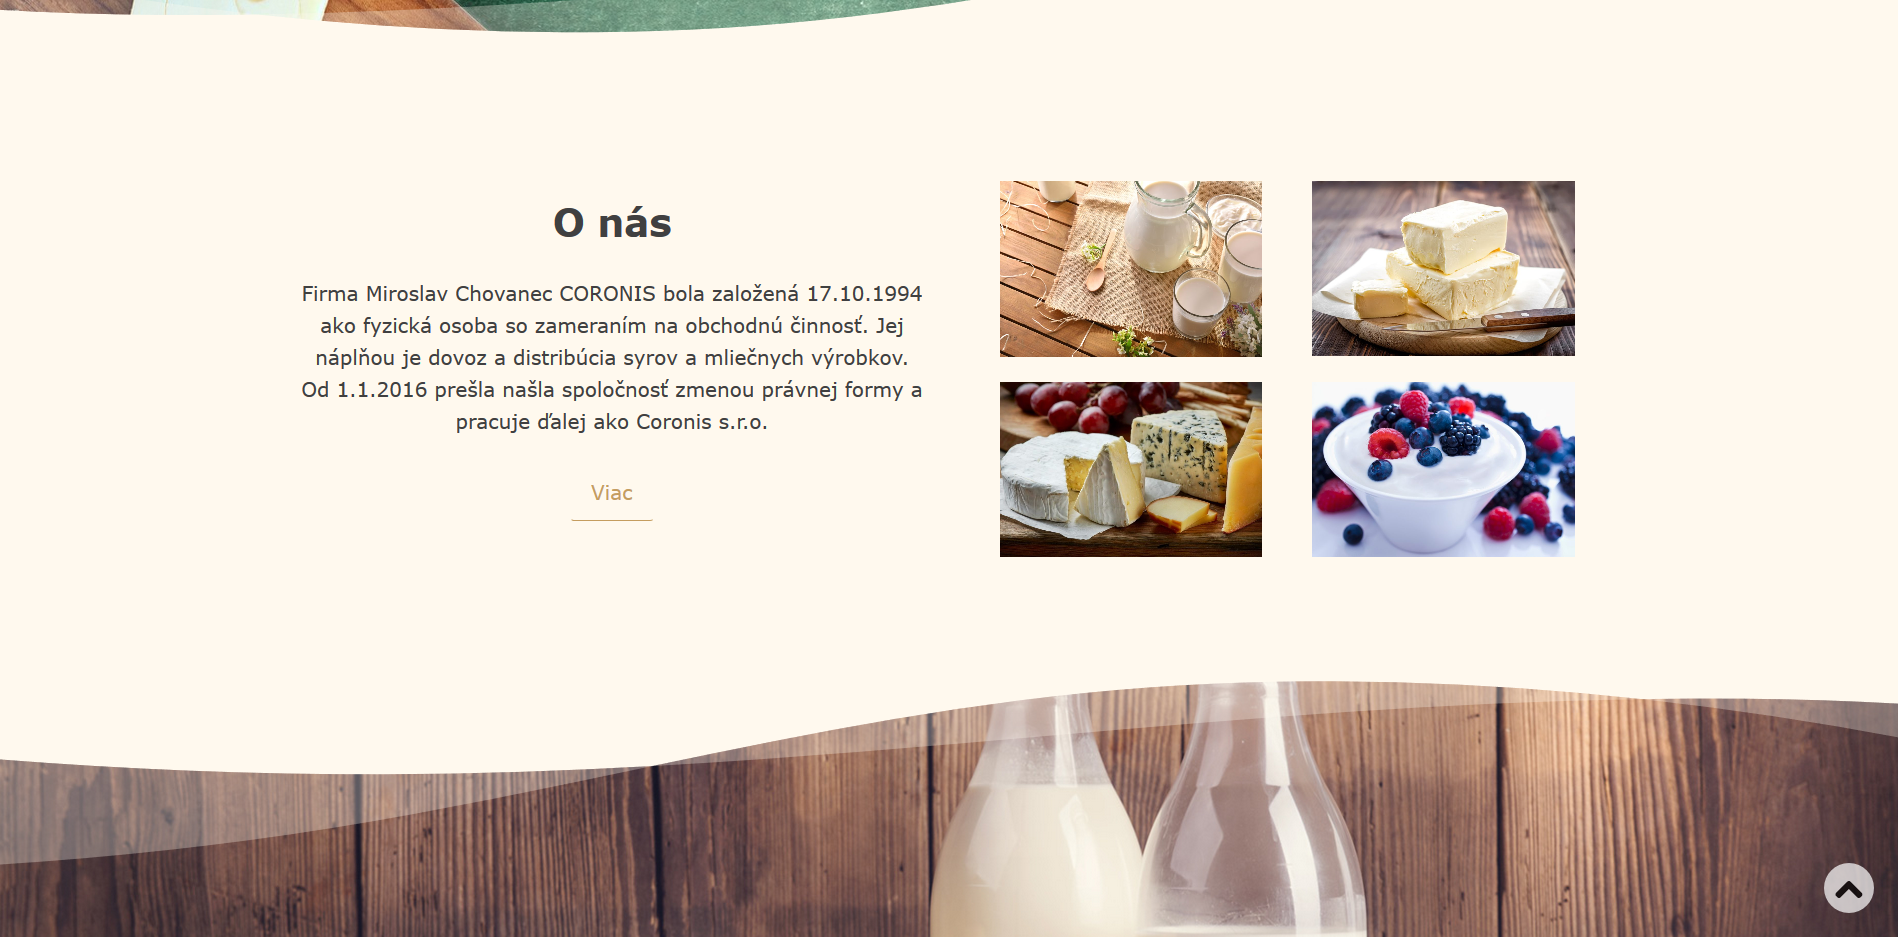 O nás
Firma Miroslav Chovanec CORONIS bola založená 17.10.1994
ako fyzická osoba so zameraním na obchodnú činnosť. Jej
náplňou je dovoz a distribúcia syrov a mliečnych výrobkov.
Od 1.1.2016 prešla našla spoločnosť zmenou právnej formy a
pracuje ďalej ako Coronis s.r.o.
Viac